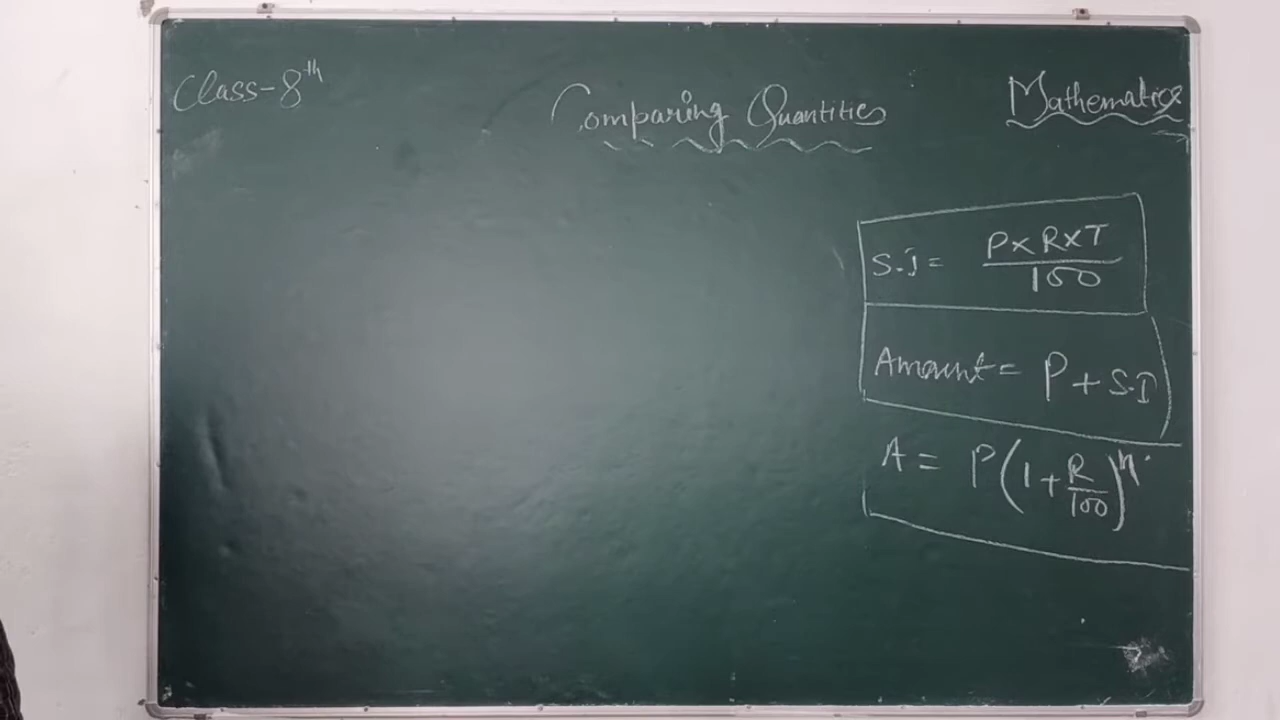 Class-8th
Comparing Quantities
Mathematics
S.I = P×R×T/100
Amount = P + S.I
A = P(1+R/100)^n